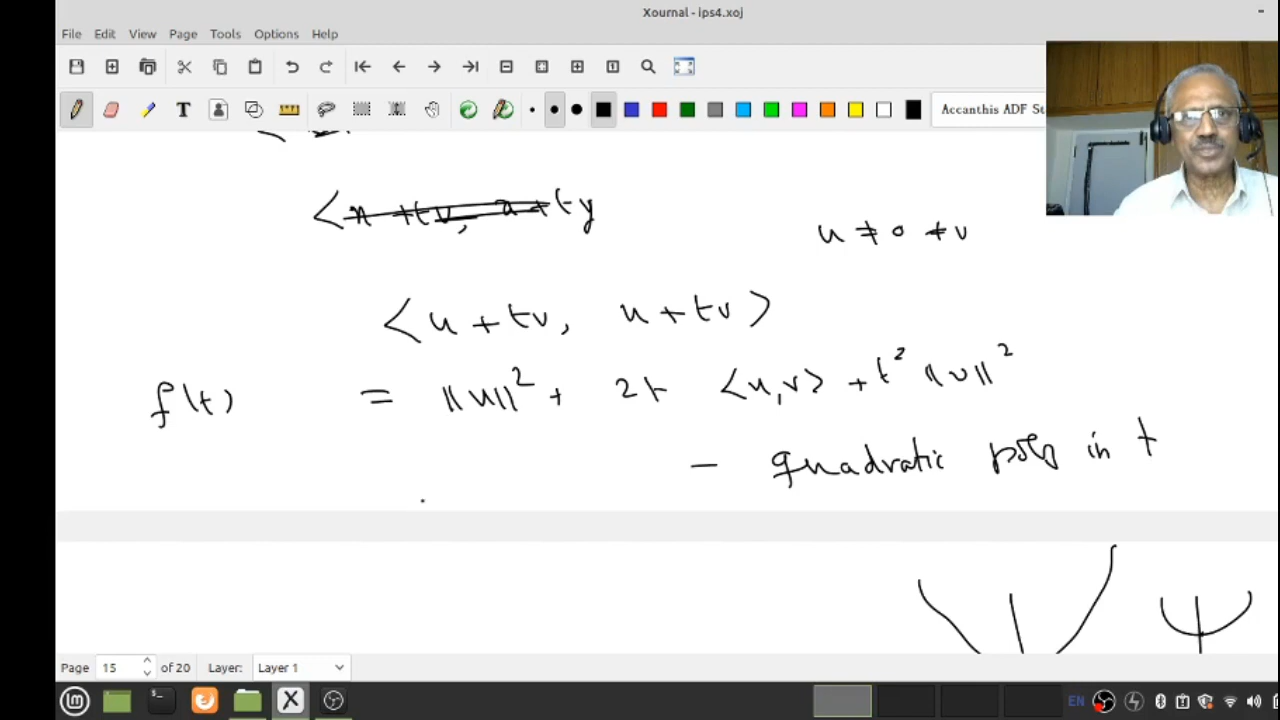 Xournal - ips4.xoj
File Edit View Page Tools Options Help
Accanthis ADF St
u ≠ 0 ≠ v
< u + tv, u + tv >
f(t) = ||u||² + 2t <u,v> + t² ||v||²
- quadratic poly in t
Page 15 of 20 Layer: Layer 1
EN